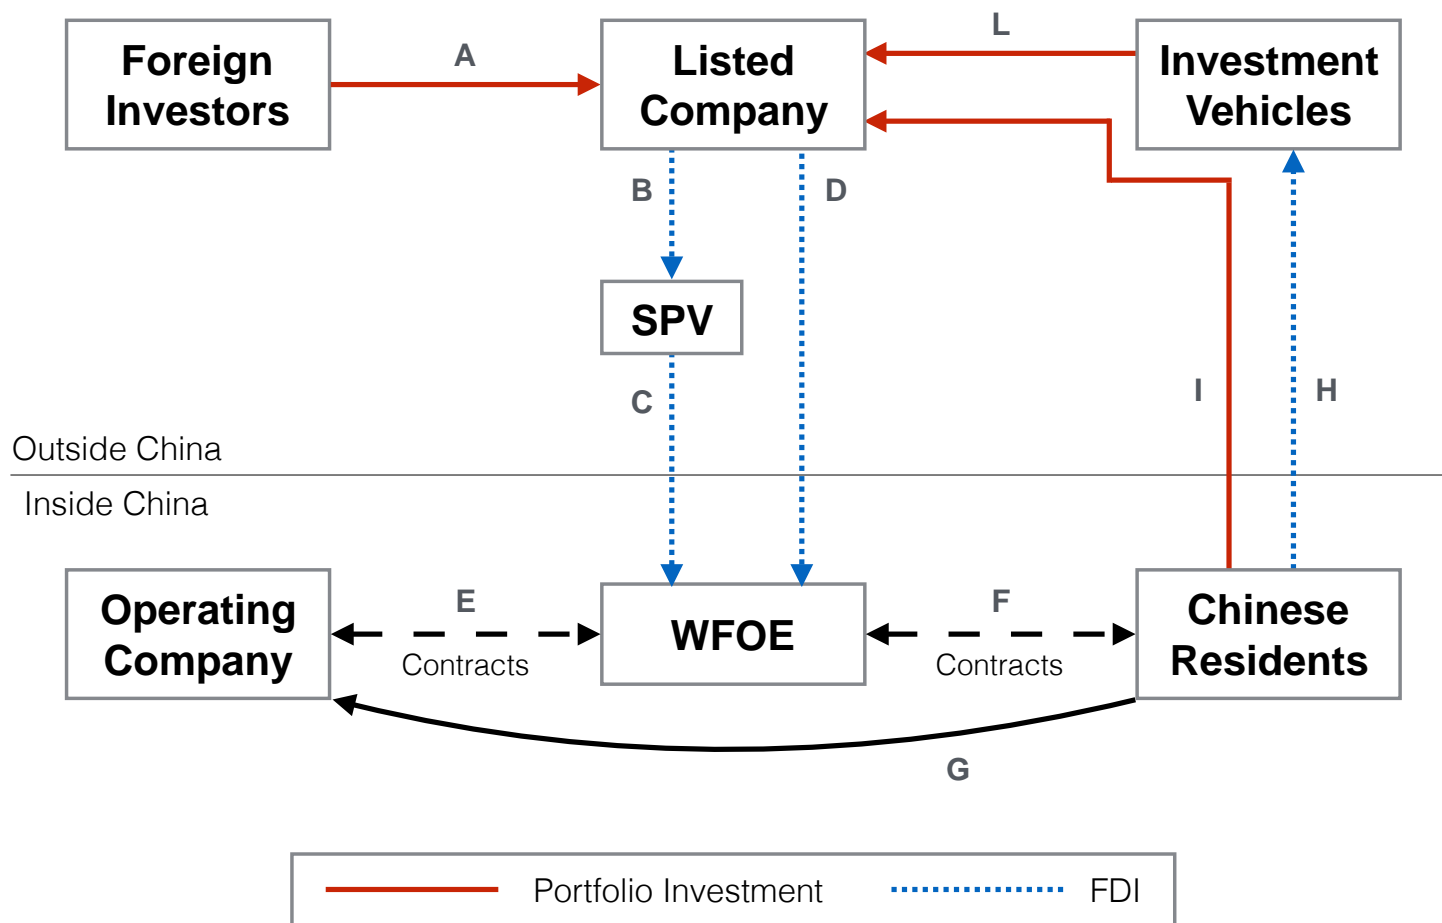 A
L
Foreign
Investors
Listed
Company
Investment
Vehicles
B
D
SPV
C
I
H
Outside China
Inside China
Operating
Company
E
Contracts
WFOE
F
Contracts
Chinese
Residents
G
Portfolio Investment
FDI